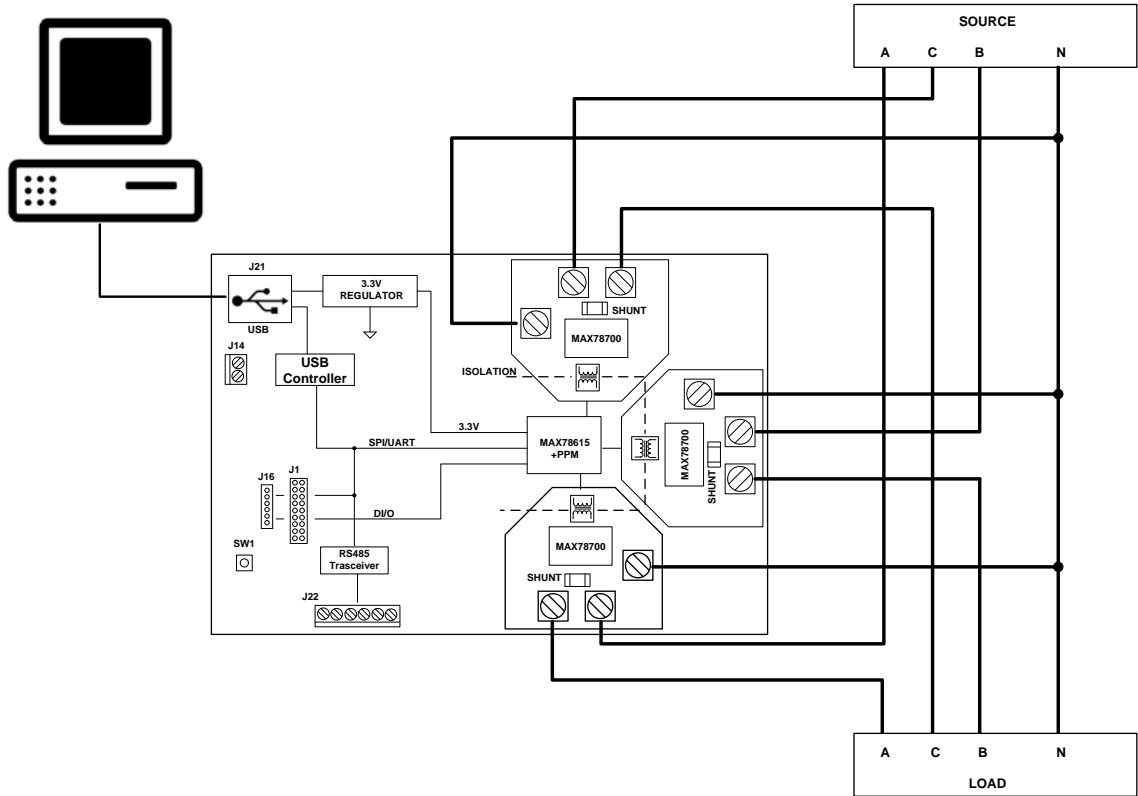 SOURCE
A C B N
J21
USB
3.3V
REGULATOR
SHUNT
MAX78700
J14
USB
Controller
ISOLATION
3.3V
SPI/UART
MAX78615
+PPM
MAX78700
SHUNT
J16
J1
DI/O
MAX78700
SW1
RS485
Trasceiver
SHUNT
J22
A C B N
LOAD